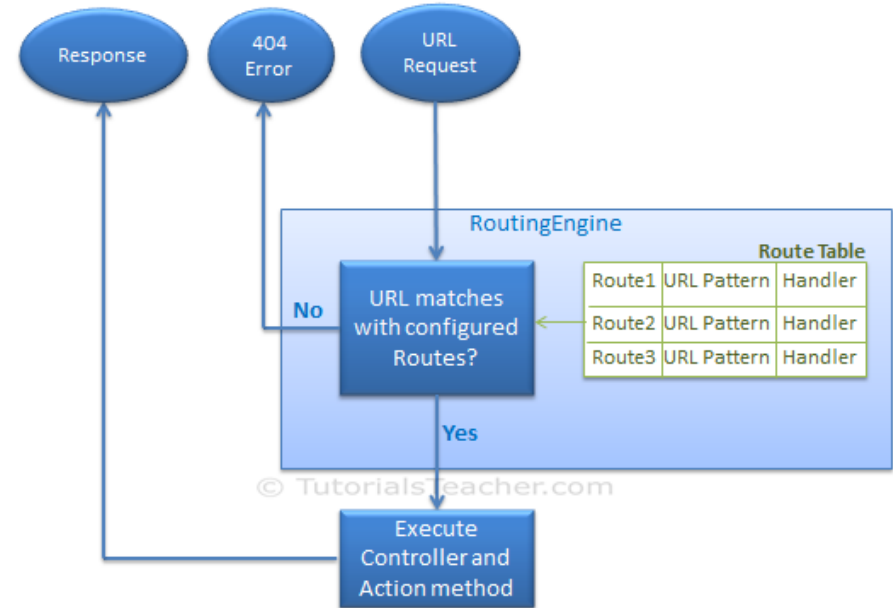 Response
404
Error
URL
Request
RoutingEngine
Route Table
Route1 URL Pattern Handler
Route2 URL Pattern Handler
Route3 URL Pattern Handler
URL matches
with configured
Routes?
No
Yes
© TutorialsTeacher.com
Execute
Controller and
Action method